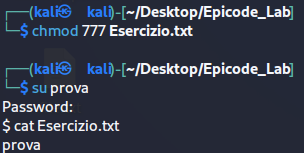 ┌──(kali㉿kali)-[~/Desktop/Epicode_Lab]
└─$ chmod 777 Esercizio.txt
┌──(kali㉿kali)-[~/Desktop/Epicode_Lab]
└─$ su prova
Password:
$ cat Esercizio.txt
prova